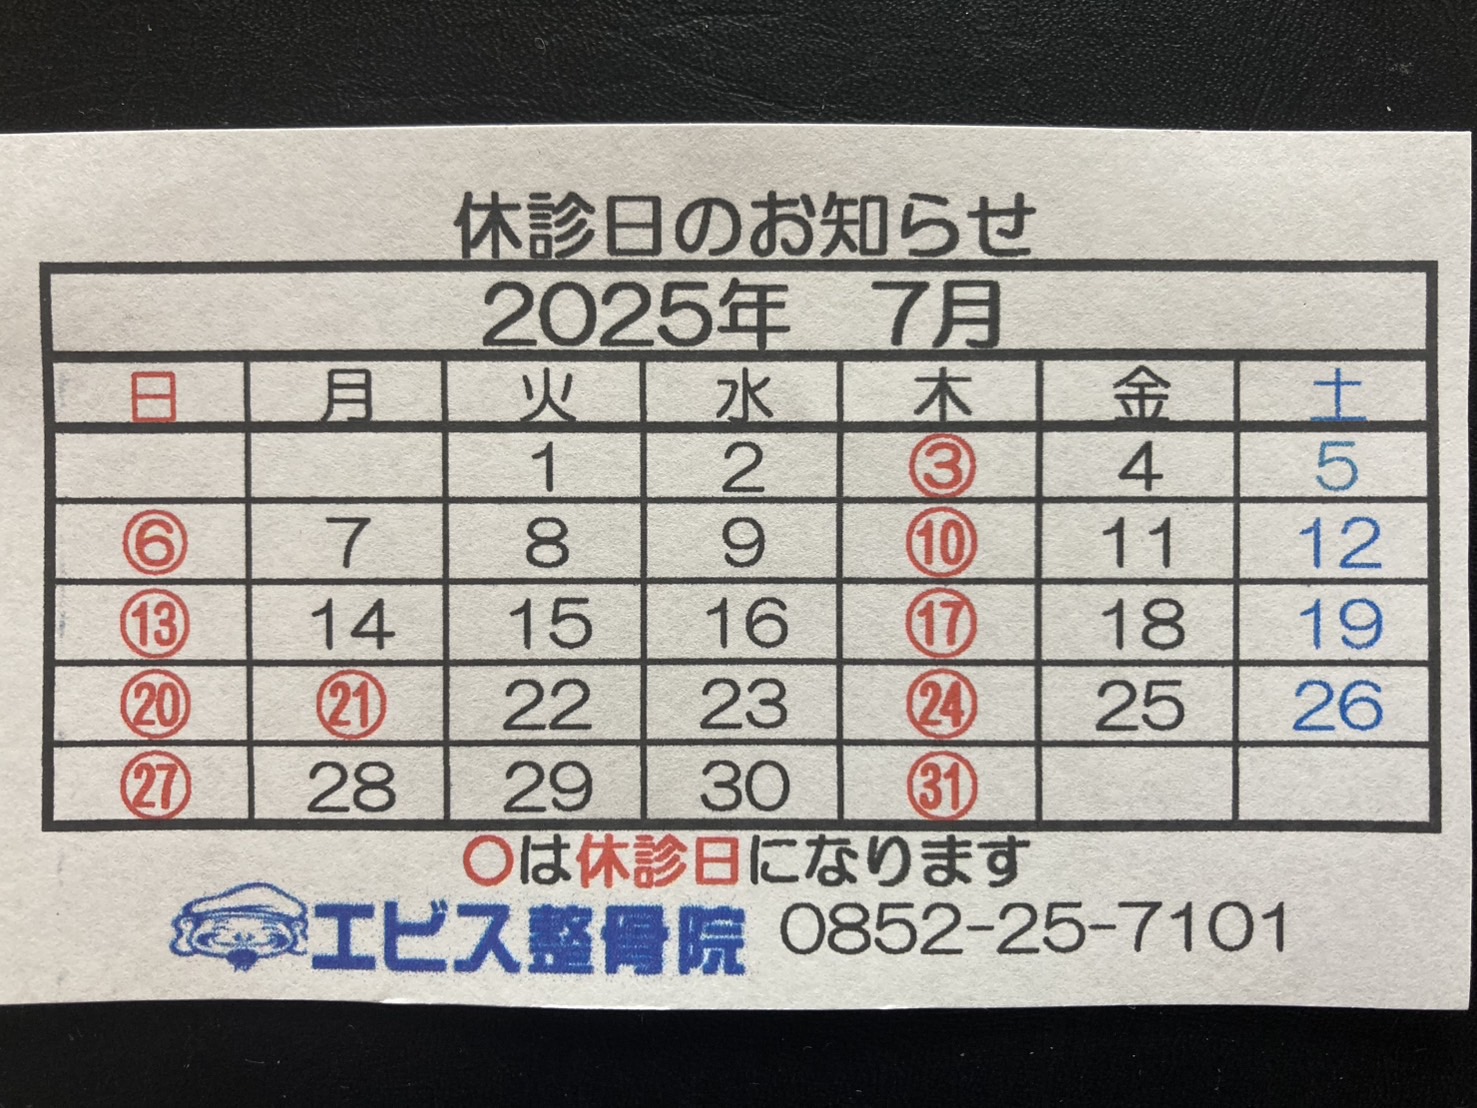 休診日のお知らせ
2025年　7月
日 月 火 水 木 金 土
1 2 ③ 4 5
⑥ 7 8 9 ⑩ 11 12
⑬ 14 15 16 ⑰ 18 19
⑳ ㉑ 22 23 ㉔ 25 26
㉗ 28 29 30 ㉛
○は休診日になります
エビス整骨院 0852-25-7101